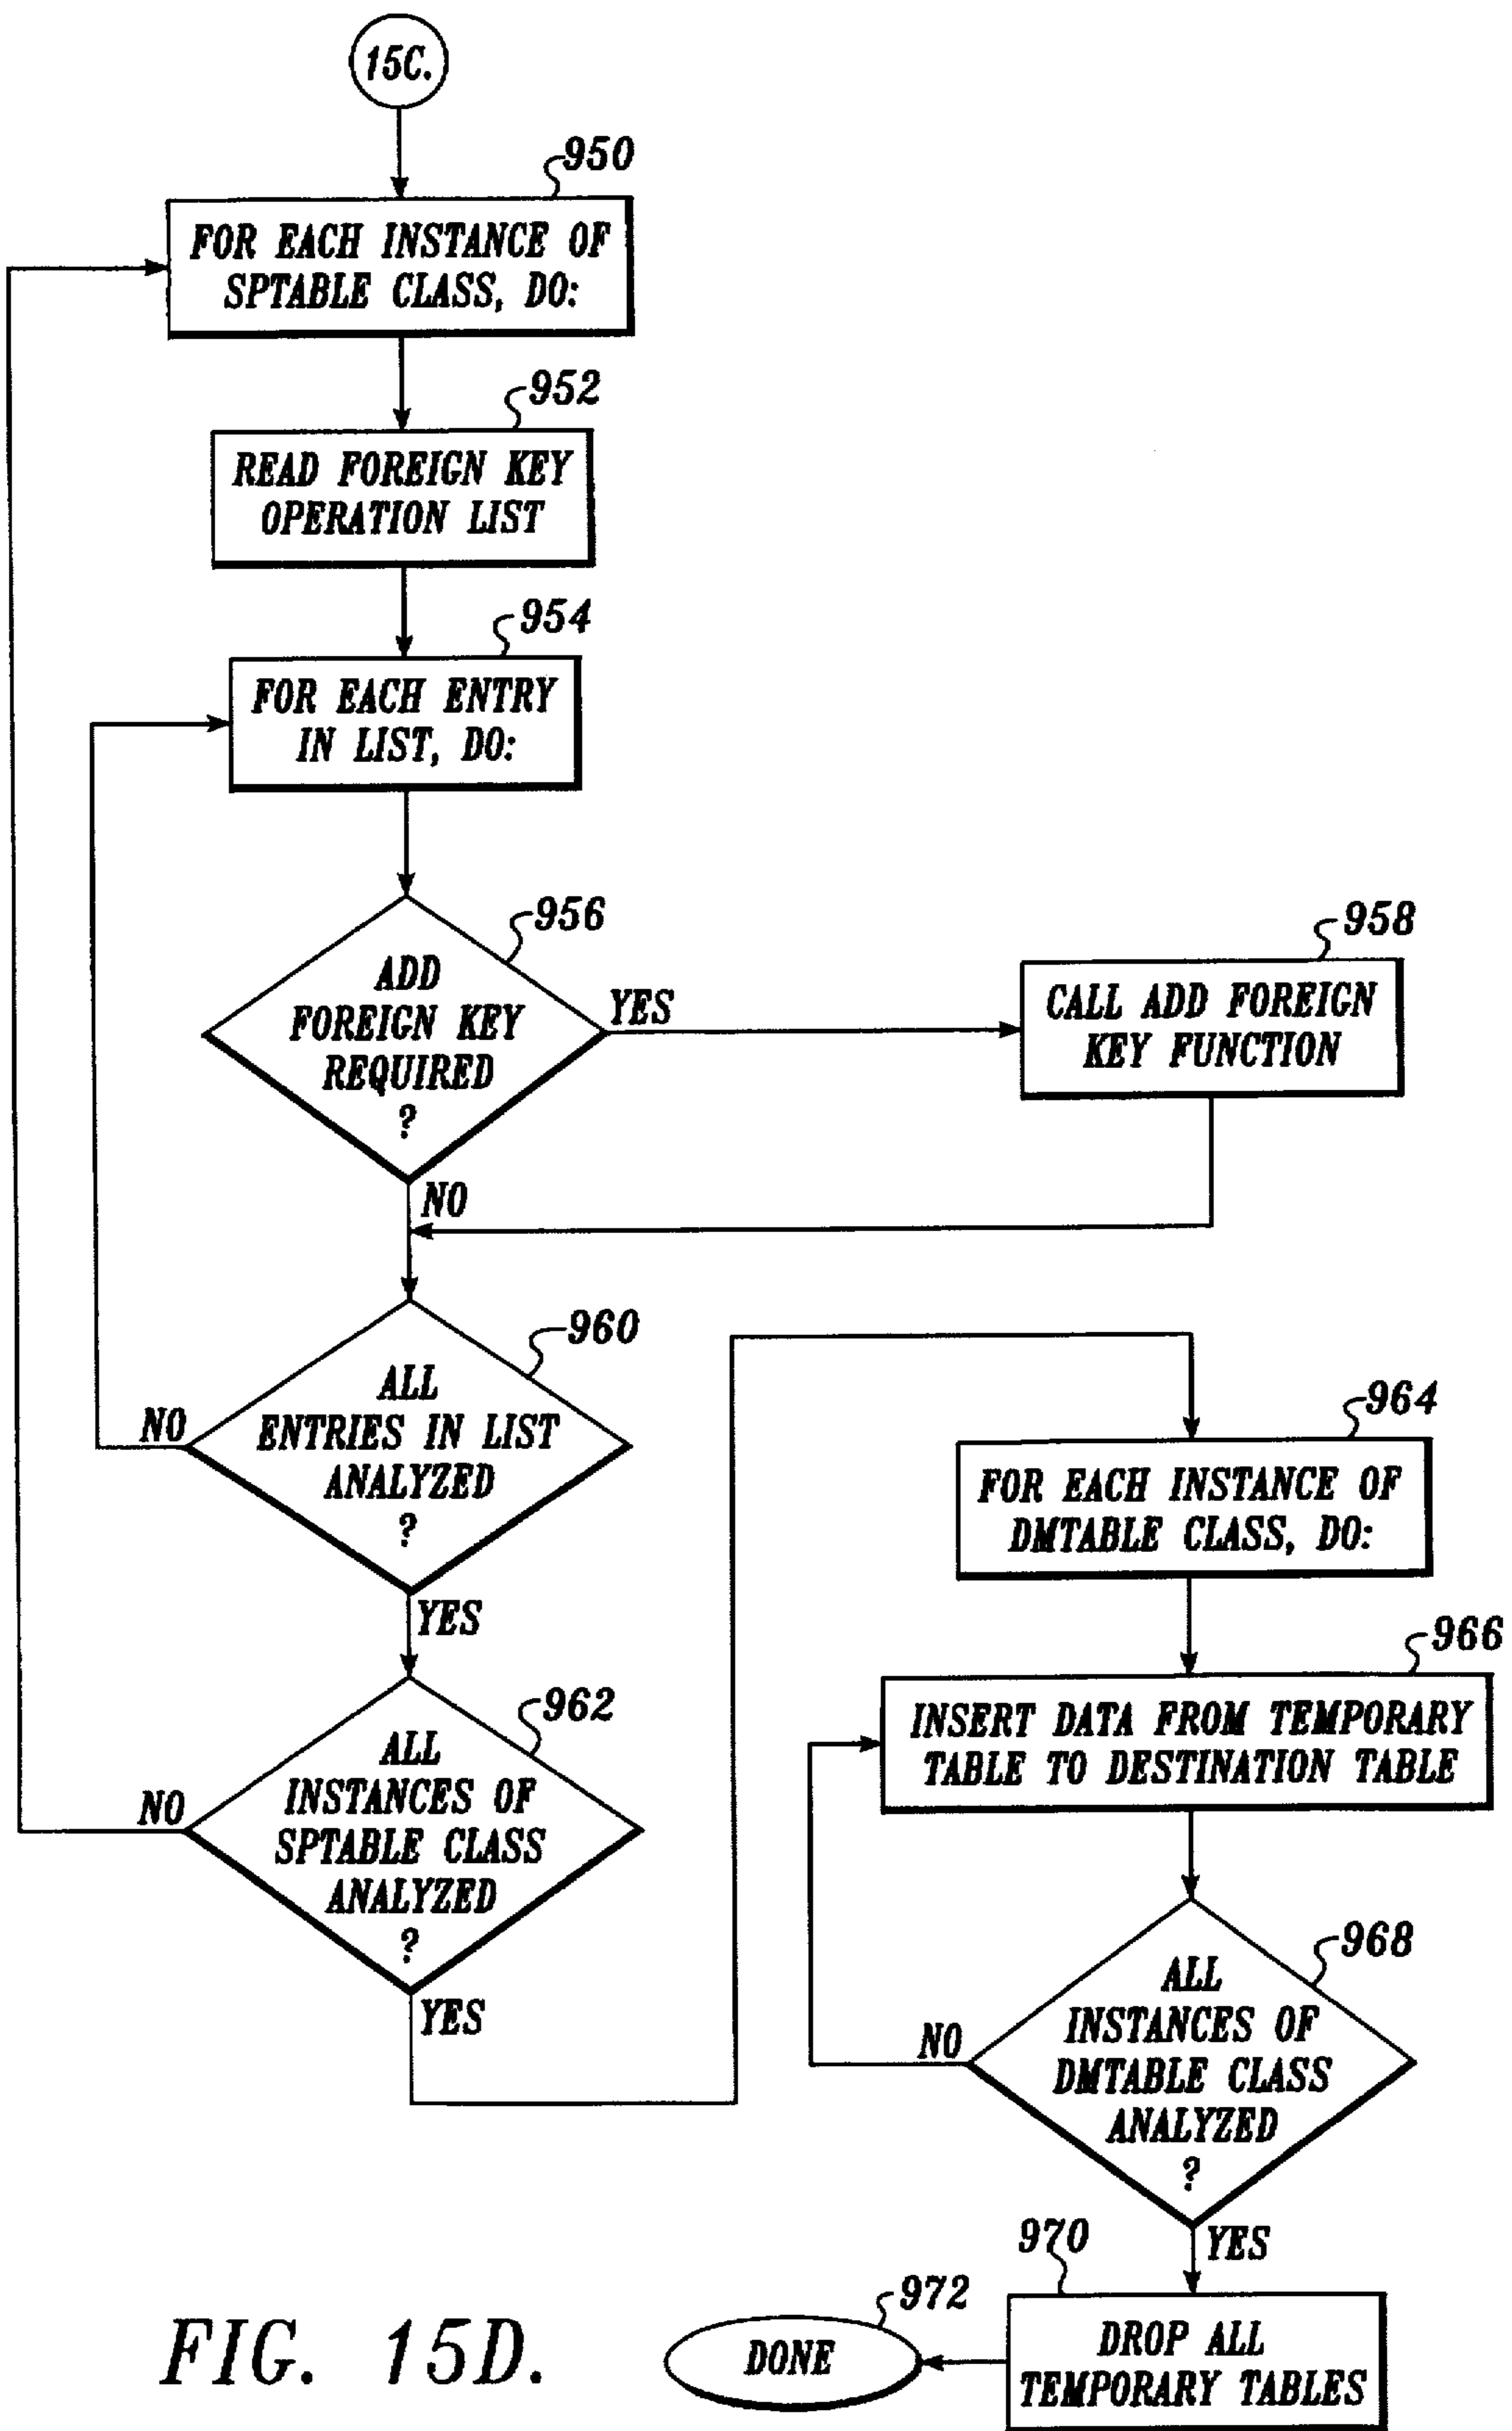 15C.
950
FOR EACH INSTANCE OF
SPTABLE CLASS, DO:
952
READ FOREIGN KEY
OPERATION LIST
954
FOR EACH ENTRY
IN LIST, DO:
956
ADD
FOREIGN KEY
REQUIRED
?
YES
NO
958
CALL ADD FOREIGN
KEY FUNCTION
960
ALL
ENTRIES IN LIST
ANALYZED
?
NO
YES
962
ALL
INSTANCES OF
SPTABLE CLASS
ANALYZED
?
NO
YES
964
FOR EACH INSTANCE OF
DMTABLE CLASS, DO:
966
INSERT DATA FROM TEMPORARY
TABLE TO DESTINATION TABLE
968
ALL
INSTANCES OF
DMTABLE CLASS
ANALYZED
?
NO
YES
970
DROP ALL
TEMPORARY TABLES
972
DONE
FIG. 15D.